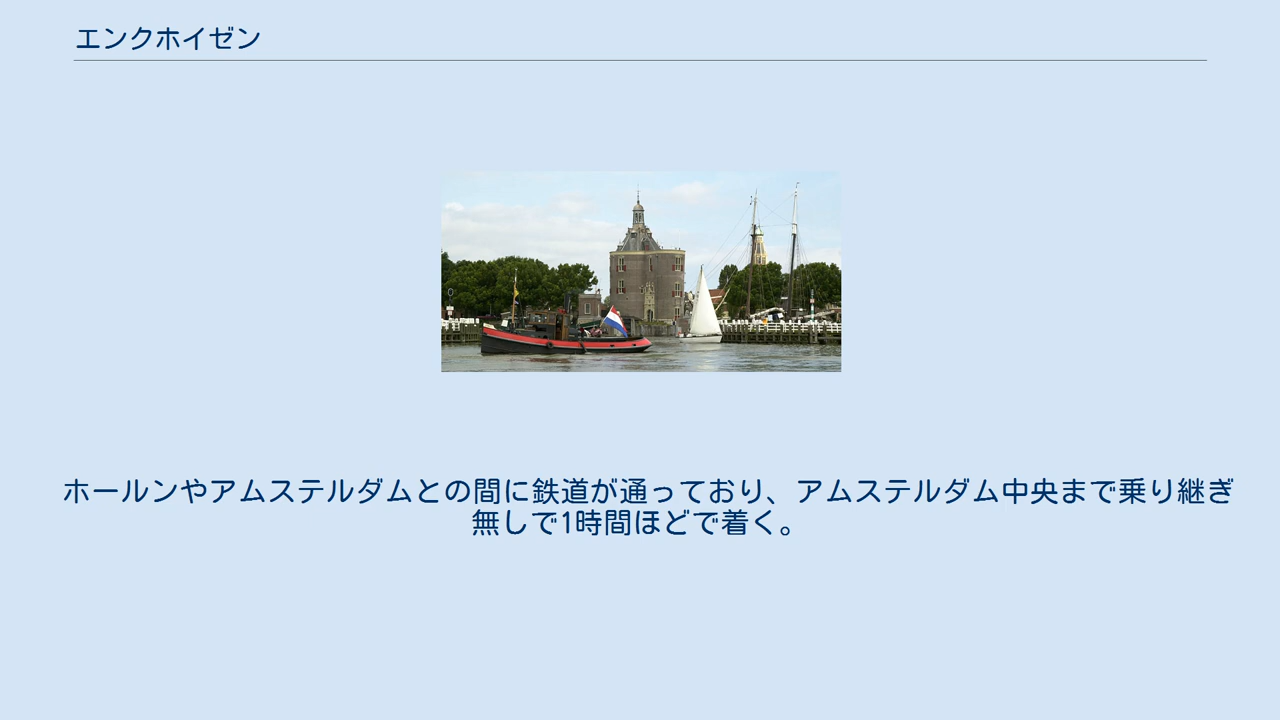 エンクホイゼン
ホールンやアムステルダムとの間に鉄道が通っており、アムステルダム中央まで乗り継ぎ
無しで1時間ほどで着く。